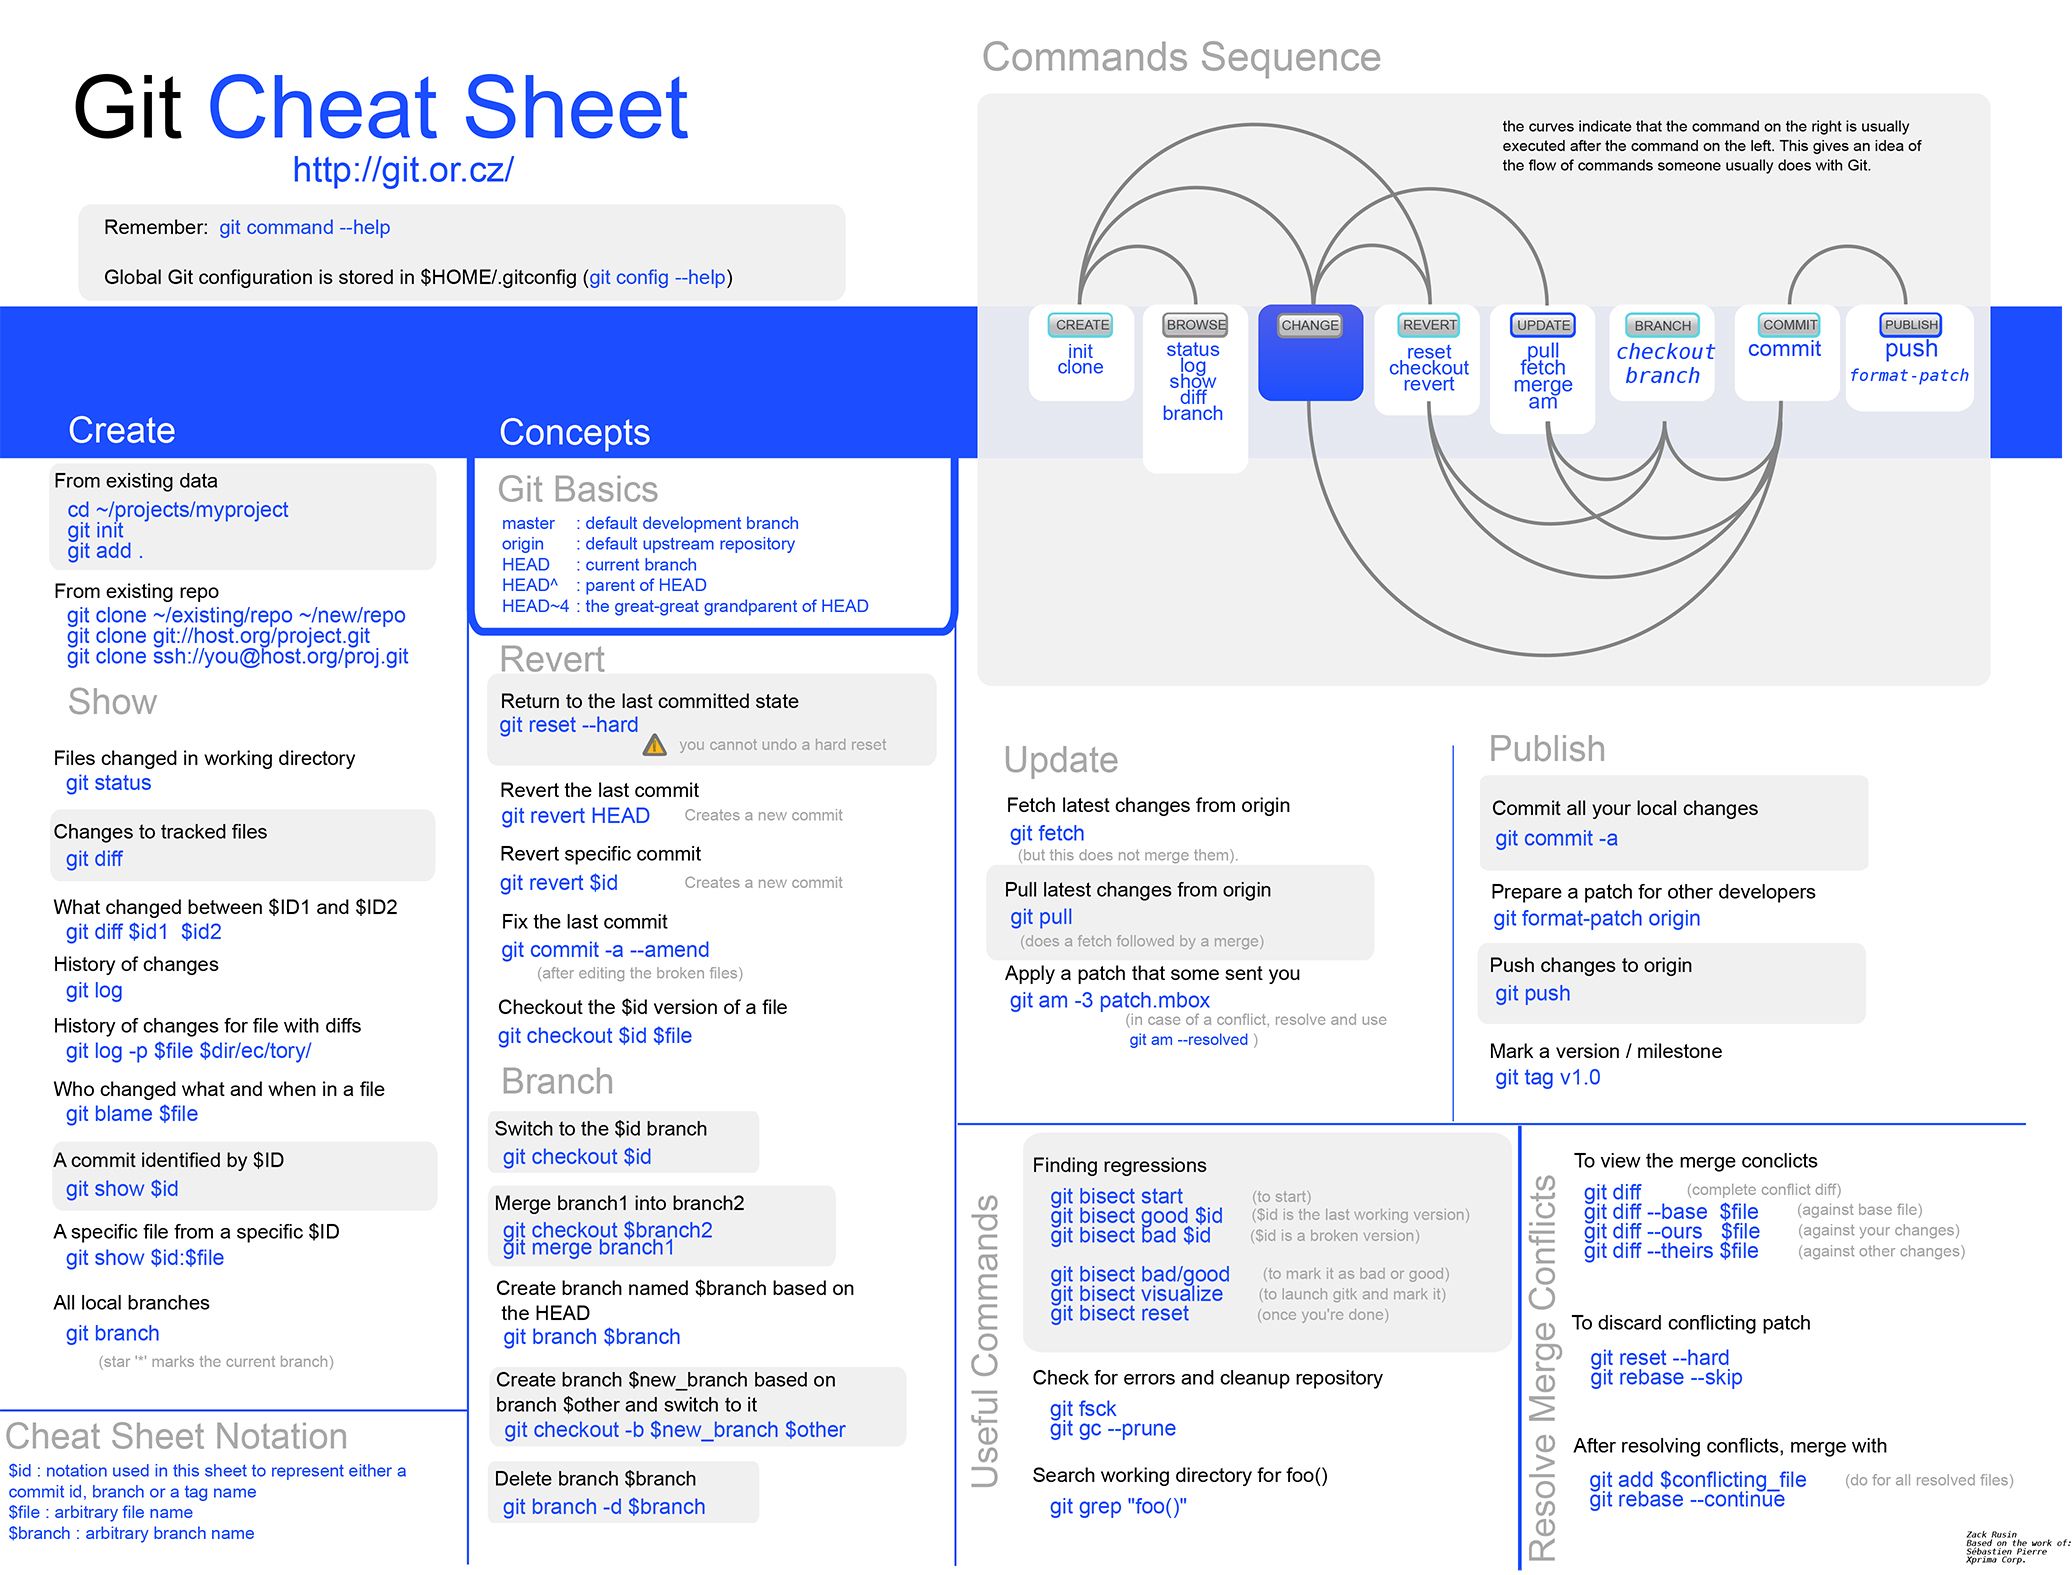 Git Cheat Sheet
http://git.or.cz/
Remember: git command --help
Global Git configuration is stored in $HOME/.gitconfig (git config --help)
Commands Sequence
the curves indicate that the command on the right is usually
executed after the command on the left. This gives an idea of
the flow of commands someone usually does with Git.
CREATE
init
clone
BROWSE
status
log
show
diff
branch
CHANGE
REVERT
reset
checkout
revert
UPDATE
pull
fetch
merge
am
BRANCH
checkout
branch
COMMIT
commit
PUBLISH
push
format-patch
Create
From existing data
cd ~/projects/myproject
git init
git add .
From existing repo
git clone ~/existing/repo ~/new/repo
git clone git://host.org/project.git
git clone ssh://you@host.org/proj.git
Show
Files changed in working directory
git status
Changes to tracked files
git diff
What changed between $ID1 and $ID2
git diff $id1 $id2
History of changes
git log
History of changes for file with diffs
git log -p $file $dir/ec/tory/
Who changed what and when in a file
git blame $file
A commit identified by $ID
git show $id
A specific file from a specific $ID
git show $id:$file
All local branches
git branch
(star '*' marks the current branch)
Cheat Sheet Notation
$id : notation used in this sheet to represent either a
commit id, branch or a tag name
$file : arbitrary file name
$branch : arbitrary branch name
Concepts
Git Basics
master : default development branch
origin : default upstream repository
HEAD : current branch
HEAD^ : parent of HEAD
HEAD~4 : the great-great grandparent of HEAD
Revert
Return to the last committed state
git reset --hard
you cannot undo a hard reset
Revert the last commit
git revert HEAD Creates a new commit
Revert specific commit
git revert $id Creates a new commit
Fix the last commit
git commit -a --amend
(after editing the broken files)
Checkout the $id version of a file
git checkout $id $file
Branch
Switch to the $id branch
git checkout $id
Merge branch1 into branch2
git checkout $branch2
git merge branch1
Create branch named $branch based on
the HEAD
git branch $branch
Create branch $new_branch based on
branch $other and switch to it
git checkout -b $new_branch $other
Delete branch $branch
git branch -d $branch
Update
Fetch latest changes from origin
git fetch
(but this does not merge them).
Pull latest changes from origin
git pull
(does a fetch followed by a merge)
Apply a patch that some sent you
git am -3 patch.mbox
(in case of a conflict, resolve and use
git am --resolved )
Publish
Commit all your local changes
git commit -a
Prepare a patch for other developers
git format-patch origin
Push changes to origin
git push
Mark a version / milestone
git tag v1.0
Useful Commands
Finding regressions
git bisect start (to start)
git bisect good $id ($id is the last working version)
git bisect bad $id ($id is a broken version)
git bisect bad/good (to mark it as bad or good)
git bisect visualize (to launch gitk and mark it)
git bisect reset (once you're done)
Check for errors and cleanup repository
git fsck
git gc --prune
Search working directory for foo()
git grep "foo()"
Resolve Merge Conflicts
To view the merge conclicts
git diff (complete conflict diff)
git diff --base $file (against base file)
git diff --ours $file (against your changes)
git diff --theirs $file (against other changes)
To discard conflicting patch
git reset --hard
git rebase --skip
After resolving conflicts, merge with
git add $conflicting_file (do for all resolved files)
git rebase --continue
Zack Rusin
Based on the work of:
Sébastien Pierre
Xprima Corp.